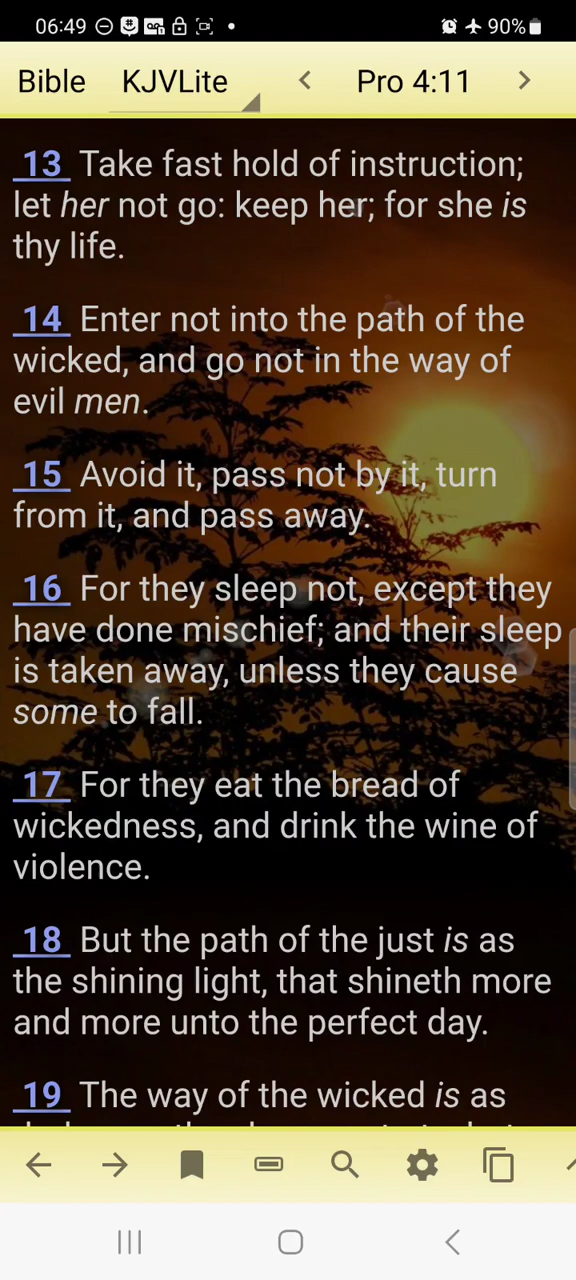 06:49 90%
Bible KJVLite < Pro 4:11 >
13 Take fast hold of instruction;
let her not go: keep her; for she is
thy life.
14 Enter not into the path of the
wicked, and go not in the way of
evil men.
15 Avoid it, pass not by it, turn
from it, and pass away.
16 For they sleep not, except they
have done mischief; and their sleep
is taken away, unless they cause
some to fall.
17 For they eat the bread of
wickedness, and drink the wine of
violence.
18 But the path of the just is as
the shining light, that shineth more
and more unto the perfect day.
19 The way of the wicked is as